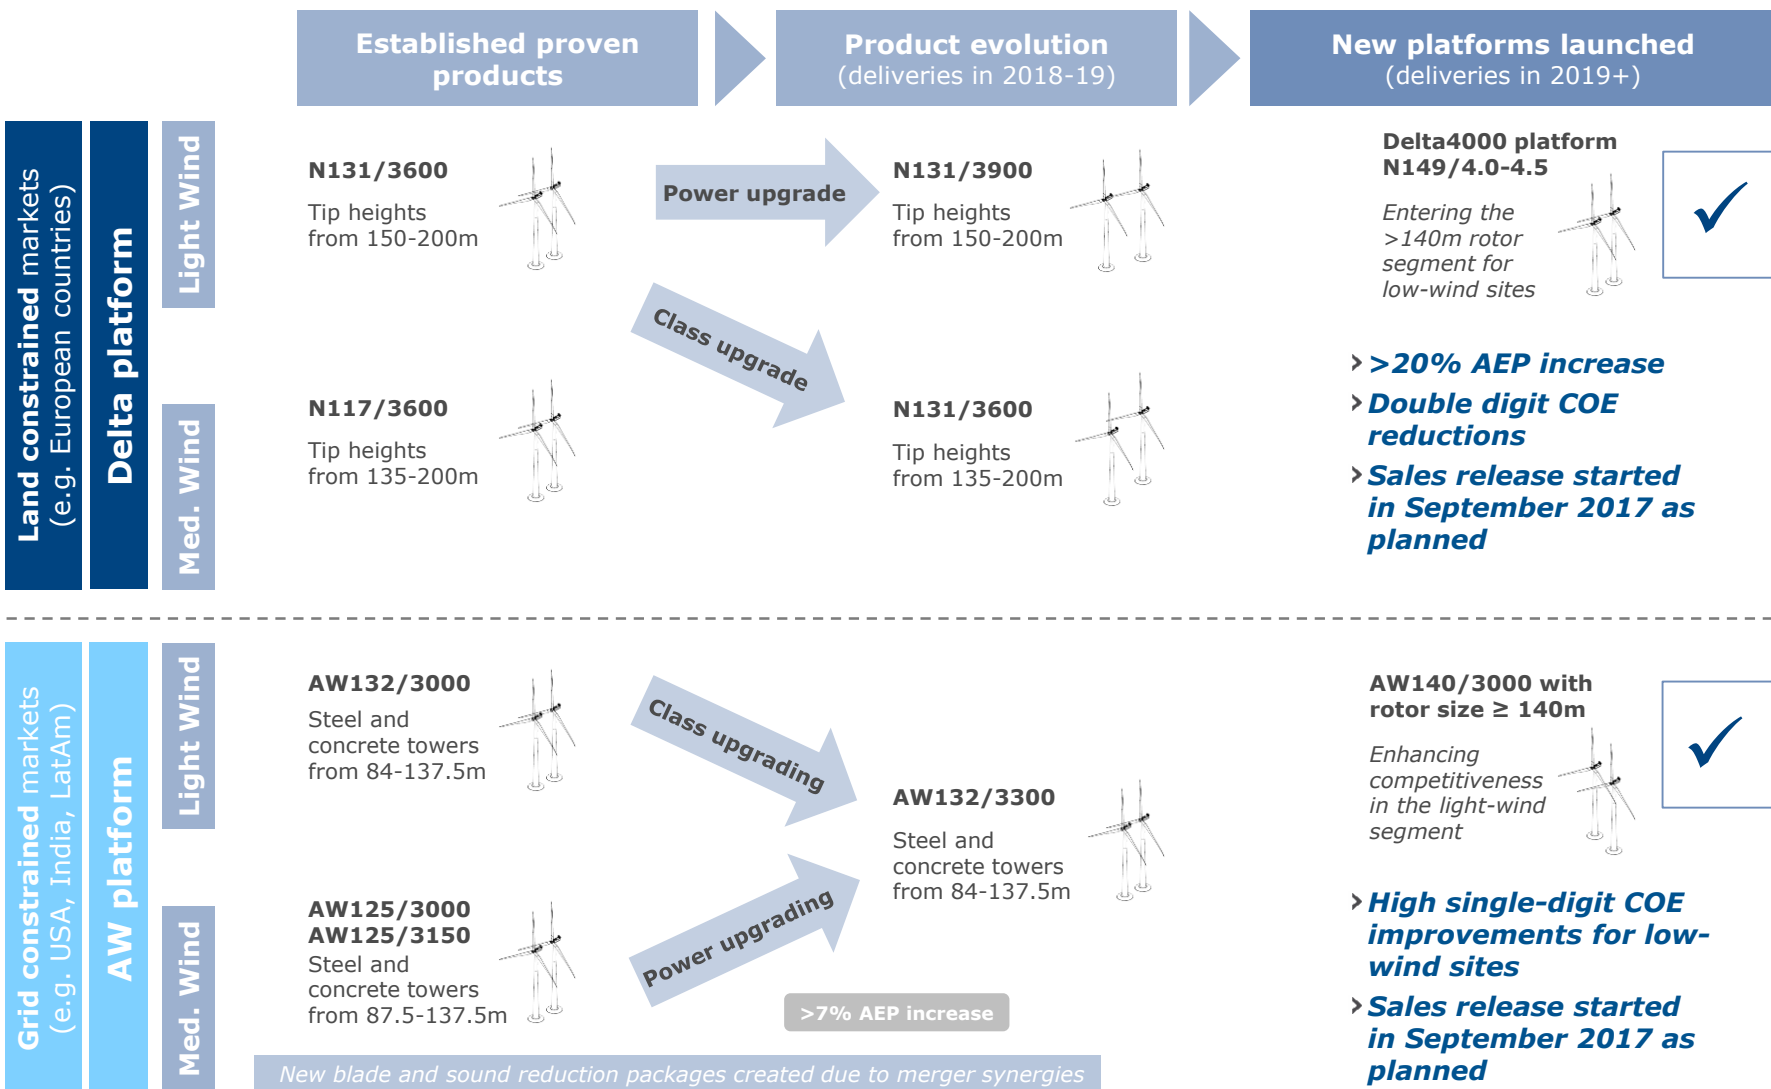 Established proven
products
Product evolution
(deliveries in 2018-19)
New platforms launched
(deliveries in 2019+)
Land constrained markets
(e.g. European countries)
Delta platform
Light Wind
N131/3600
Tip heights
from 150-200m
Power upgrade
N131/3900
Tip heights
from 150-200m
Delta4000 platform
N149/4.0-4.5
Entering the
>140m rotor
segment for
low-wind sites
✓
Class upgrade
Med. Wind
N117/3600
Tip heights
from 135-200m
N131/3600
Tip heights
from 135-200m
› >20% AEP increase
› Double digit COE
reductions
› Sales release started
in September 2017 as
planned
Grid constrained markets
(e.g. USA, India, LatAm)
AW platform
Light Wind
AW132/3000
Steel and
concrete towers
from 84-137.5m
Class upgrading
AW132/3300
Steel and
concrete towers
from 84-137.5m
AW140/3000 with
rotor size ≥ 140m
Enhancing
competitiveness
in the light-wind
segment
✓
Med. Wind
AW125/3000
AW125/3150
Steel and
concrete towers
from 87.5-137.5m
Power upgrading
>7% AEP increase
› High single-digit COE
improvements for low-
wind sites
› Sales release started
in September 2017 as
planned
New blade and sound reduction packages created due to merger synergies